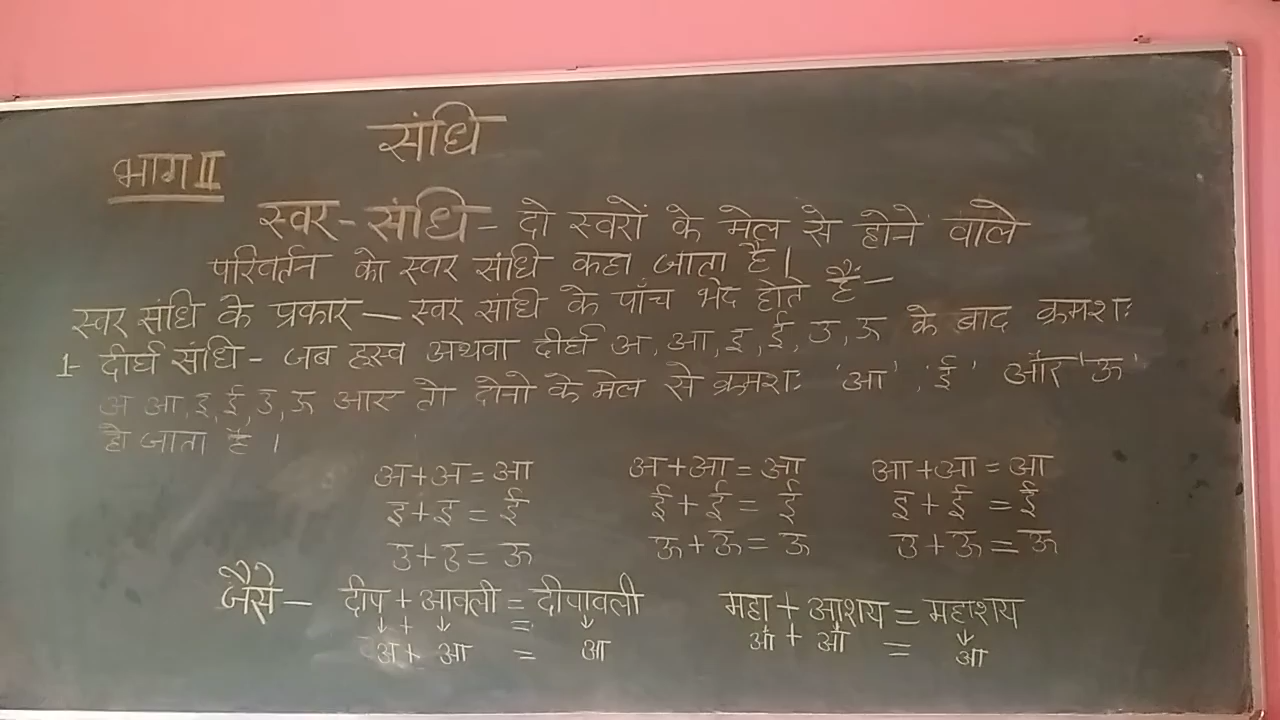 संधि
भाग II
स्वर - संधि - दो स्वरों के मेल से होने वाले
परिवर्तन को स्वर संधि कहा जाता है।
स्वर संधि के प्रकार — स्वर संधि के पाँच भेद होते हैं -
1- दीर्घ संधि - जब ह्रस्व अथवा दीर्घ अ, आ, इ, ई, उ, ऊ के बाद क्रमशः
अ आ, इ, ई, उ, ऊ आए तो दोनो के मेल से क्रमशः 'आ' 'ई' और 'ऊ'
हो जाता है ।
अ + अ = आ अ + आ = आ आ + आ = आ
इ + इ = ई ई + ई = ई इ + ई = ई
उ + उ = ऊ ऊ + ऊ = ऊ उ + ऊ = ऊ
जैसे — दीप + आवली = दीपावली महा + आशय = महाशय
↓ + ↓ = ↓ ↓ ↓ ↓
अ + आ = आ आ + आ = आ